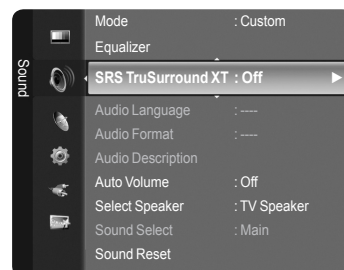 Sound
Mode : Custom
Equalizer
SRS TruSurround XT : Off
Audio Language : ----
Audio Format : ----
Audio Description
Auto Volume : Off
Select Speaker : TV Speaker
Sound Select : Main
Sound Reset